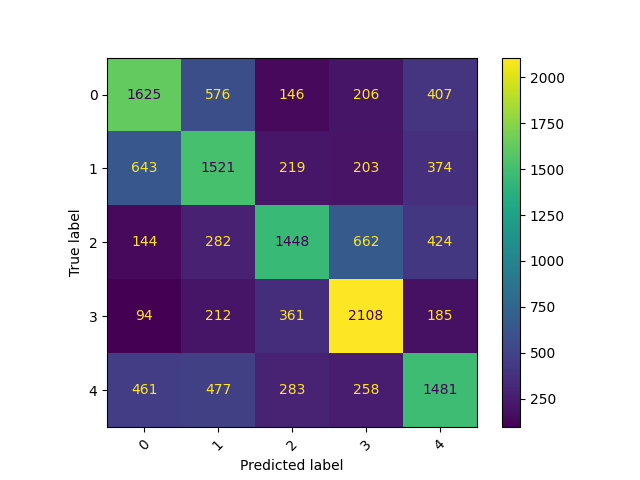 0 1625 576 146 206 407
1 643 1521 219 203 374
2 144 282 1448 662 424
3 94 212 361 2108 185
4 461 477 283 258 1481
0 1 2 3 4
Predicted label
True label
2000
1750
1500
1250
1000
750
500
250